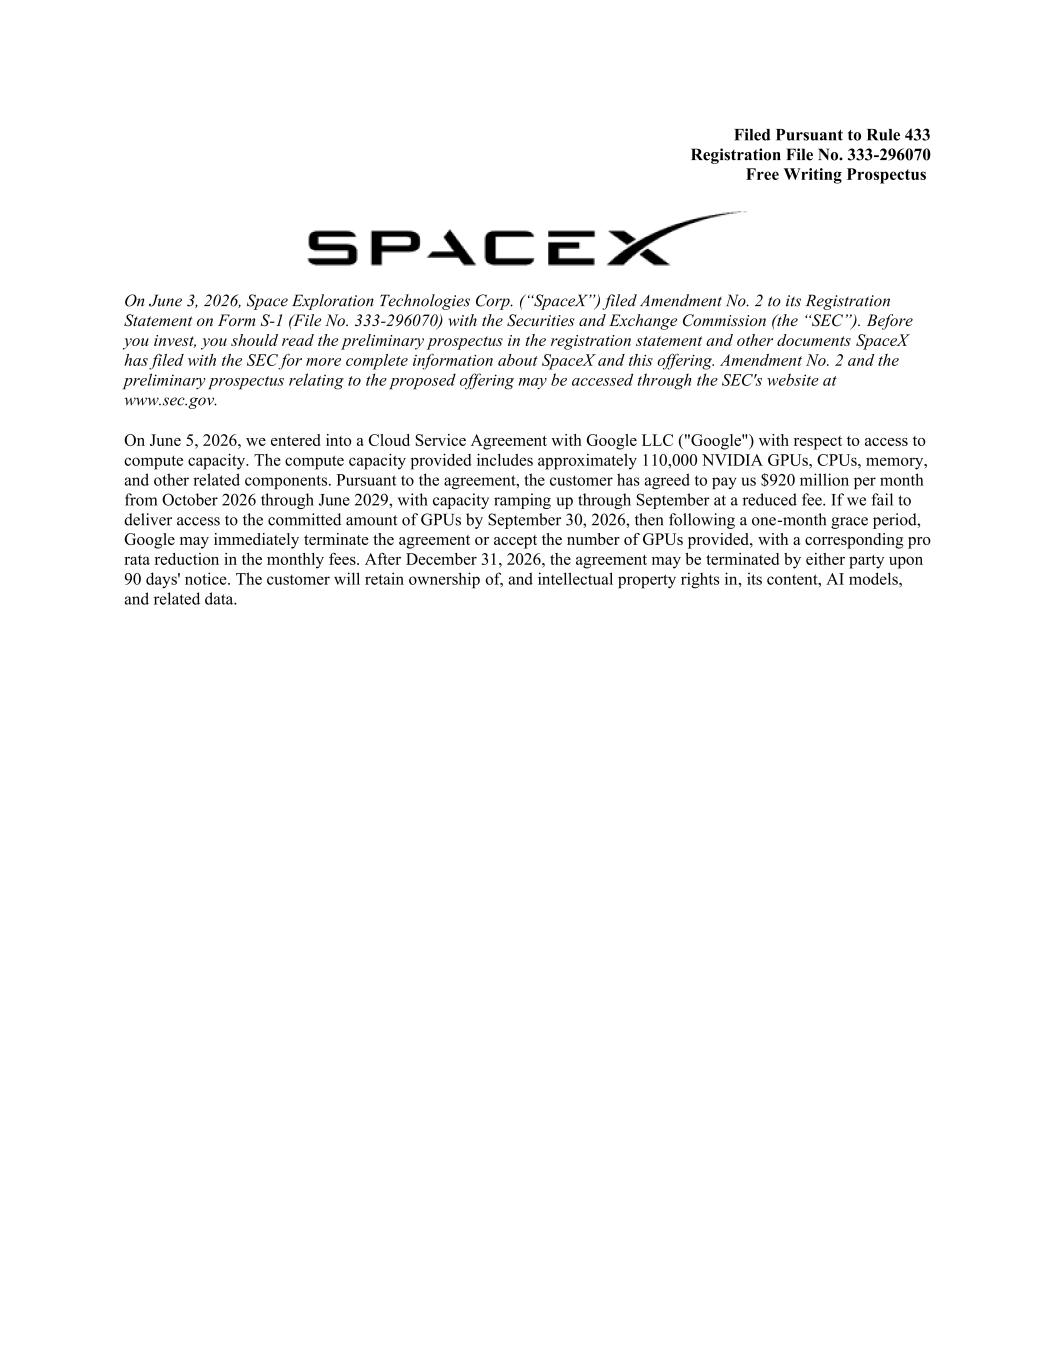 Filed Pursuant to Rule 433
Registration File No. 333-296070
Free Writing Prospectus
SPACEX
On June 3, 2026, Space Exploration Technologies Corp. (“SpaceX”) filed Amendment No. 2 to its Registration
Statement on Form S-1 (File No. 333-296070) with the Securities and Exchange Commission (the “SEC”). Before
you invest, you should read the preliminary prospectus in the registration statement and other documents SpaceX
has filed with the SEC for more complete information about SpaceX and this offering. Amendment No. 2 and the
preliminary prospectus relating to the proposed offering may be accessed through the SEC's website at
www.sec.gov.
On June 5, 2026, we entered into a Cloud Service Agreement with Google LLC ("Google") with respect to access to
compute capacity. The compute capacity provided includes approximately 110,000 NVIDIA GPUs, CPUs, memory,
and other related components. Pursuant to the agreement, the customer has agreed to pay us $920 million per month
from October 2026 through June 2029, with capacity ramping up through September at a reduced fee. If we fail to
deliver access to the committed amount of GPUs by September 30, 2026, then following a one-month grace period,
Google may immediately terminate the agreement or accept the number of GPUs provided, with a corresponding pro
rata reduction in the monthly fees. After December 31, 2026, the agreement may be terminated by either party upon
90 days' notice. The customer will retain ownership of, and intellectual property rights in, its content, AI models,
and related data.